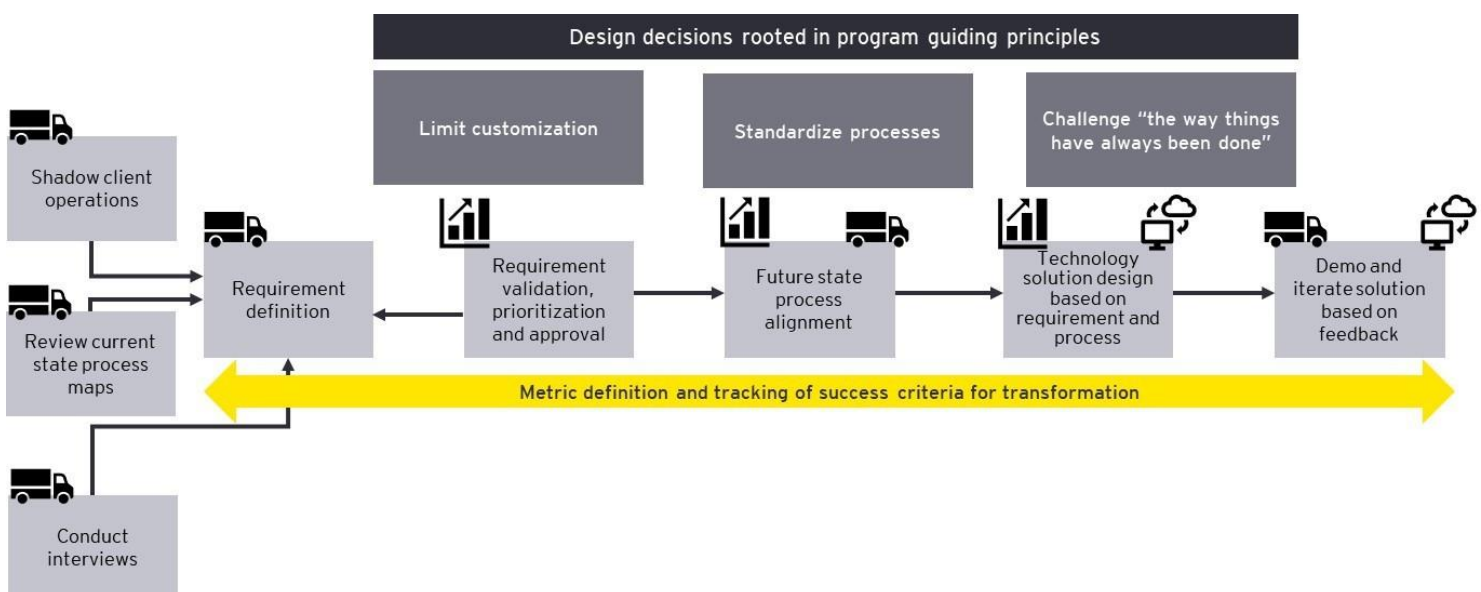 Design decisions rooted in program guiding principles
Limit customization
Standardize processes
Challenge “the way things
have always been done”
Shadow client
operations
Review current
state process
maps
Conduct
interviews
Requirement
definition
Requirement
validation,
prioritization
and approval
Future state
process
alignment
Technology
solution design
based on
requirement and
process
Demo and
iterate solution
based on
feedback
Metric definition and tracking of success criteria for transformation